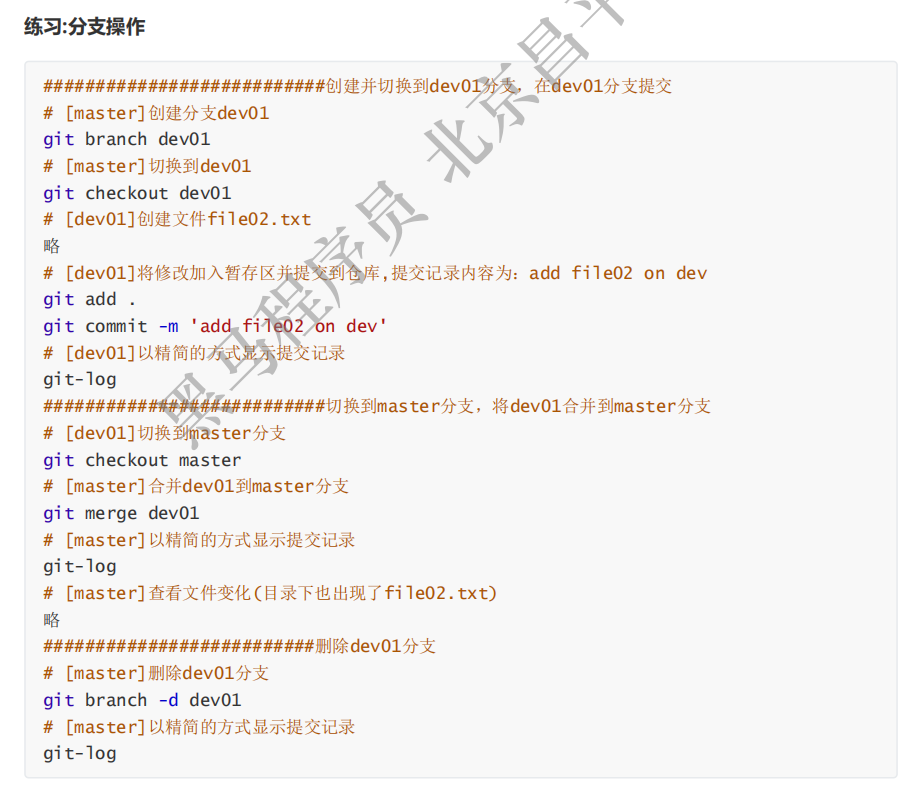 练习:分支操作
###########################创建并切换到dev01分支，在dev01分支提交
# [master]创建分支dev01
git branch dev01
# [master]切换到dev01
git checkout dev01
# [dev01]创建文件file02.txt
略
# [dev01]将修改加入暂存区并提交到仓库,提交记录内容为：add file02 on dev
git add .
git commit -m 'add file02 on dev'
# [dev01]以精简的方式显示提交记录
git-log
###########################切换到master分支，将dev01合并到master分支
# [dev01]切换到master分支
git checkout master
# [master]合并dev01到master分支
git merge dev01
# [master]以精简的方式显示提交记录
git-log
# [master]查看文件变化(目录下也出现了file02.txt)
略
##########################删除dev01分支
# [master]删除dev01分支
git branch -d dev01
# [master]以精简的方式显示提交记录
git-log
黑马程序员 北京昌平